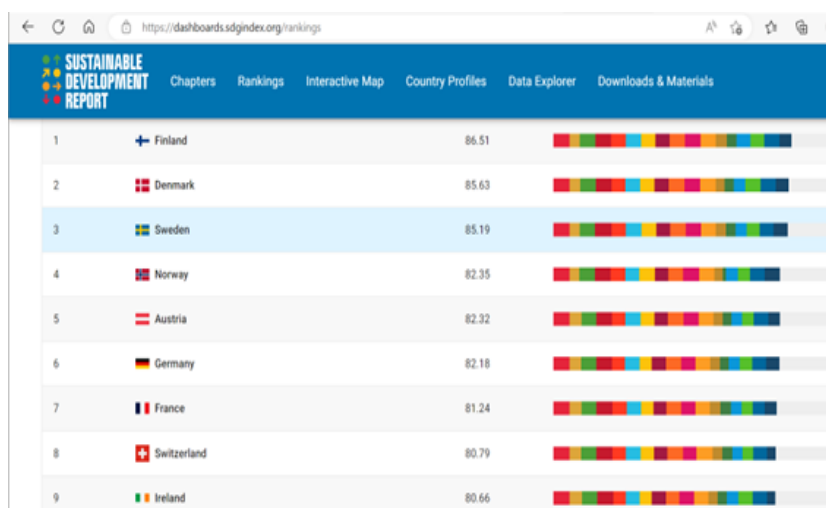 https://dashboards.sdgindex.org/rankings
SUSTAINABLE
DEVELOPMENT
REPORT
Chapters Rankings Interactive Map Country Profiles Data Explorer Downloads & Materials
1 Finland 86.51
2 Denmark 85.63
3 Sweden 85.19
4 Norway 82.35
5 Austria 82.32
6 Germany 82.18
7 France 81.24
8 Switzerland 80.79
9 Ireland 80.66